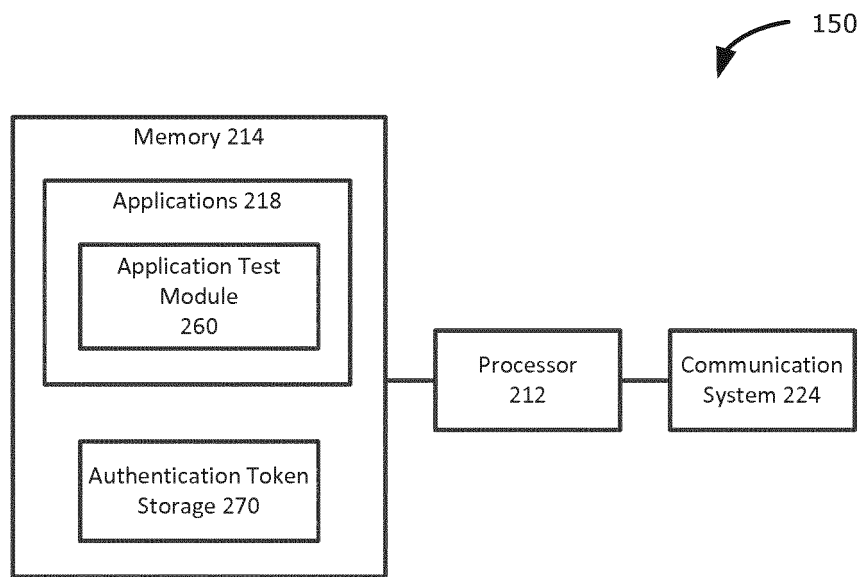 150
Memory 214
Applications 218
Application Test
Module
260
Processor
212
Communication
System 224
Authentication Token
Storage 270